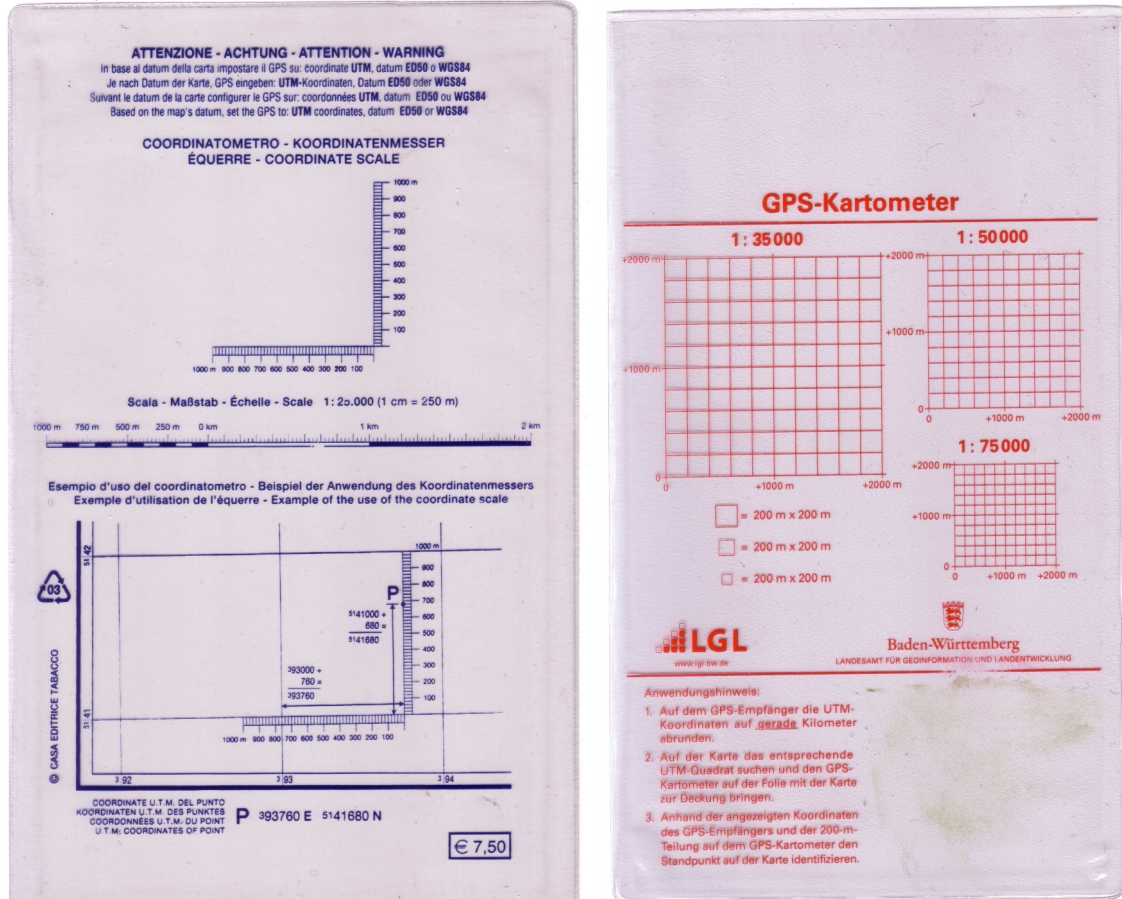 ATTENZIONE - ACHTUNG - ATTENTION - WARNING
In base al datum della carta impostare il GPS su: coordinate UTM, datum ED50 o WGS84
Je nach Datum der Karte, GPS eingeben: UTM-Koordinaten, Datum ED50 oder WGS84
Suivant le datum de la carte configurer le GPS sur: coordonnées UTM, datum ED50 ou WGS84
Based on the map's datum, set the GPS to: UTM coordinates, datum ED50 or WGS84
COORDINATOMETRO - KOORDINATENMESSER
ÉQUERRE - COORDINATE SCALE
1000 m
900
800
700
600
500
400
300
200
100
1000 m 900 800 700 600 500 400 300 200 100
Scala - Maßstab - Échelle - Scale 1:25.000 (1 cm = 250 m)
1000 m 750 m 500 m 250 m 0 km 1 km 2 km
Esempio d'uso del coordinatometro - Beispiel der Anwendung des Koordinatenmessers
Exemple d'utilisation de l'équerre - Example of the use of the coordinate scale
51 42
1000 m
900
800
P
700
600
500
400
300
200
100
5141000 +
680 =
5141680
393000 +
760 =
393760
51 41
1000 m 900 800 700 600 500 400 300 200 100
3 92 3 93 3 94
03
© CASA EDITRICE TABACCO
COORDINATE U.T.M. DEL PUNTO
KOORDINATEN U.T.M. DES PUNKTES
COORDONNÉES U.T.M. DU POINT
U.T.M. COORDINATES OF POINT
P 393760 E 5141680 N
€ 7,50
GPS-Kartometer
1:35000
+2000 m
+1000 m
0
0 +1000 m +2000 m
1:50000
+2000 m
+1000 m
0
0 +1000 m +2000 m
1:75000
+2000 m
+1000 m
0
0 +1000 m +2000 m
= 200 m x 200 m
= 200 m x 200 m
= 200 m x 200 m
LGL
www.lgl-bw.de
Baden-Württemberg
LANDESAMT FÜR GEOINFORMATION UND LANDENTWICKLUNG
Anwendungshinweis:
1. Auf dem GPS-Empfänger die UTM-
Koordinaten auf gerade Kilometer
abrunden.
2. Auf der Karte das entsprechende
UTM-Quadrat suchen und den GPS-
Kartometer auf der Folie mit der Karte
zur Deckung bringen.
3. Anhand der angezeigten Koordinaten
des GPS-Empfängers und der 200-m-
Teilung auf dem GPS-Kartometer den
Standpunkt auf der Karte identifizieren.